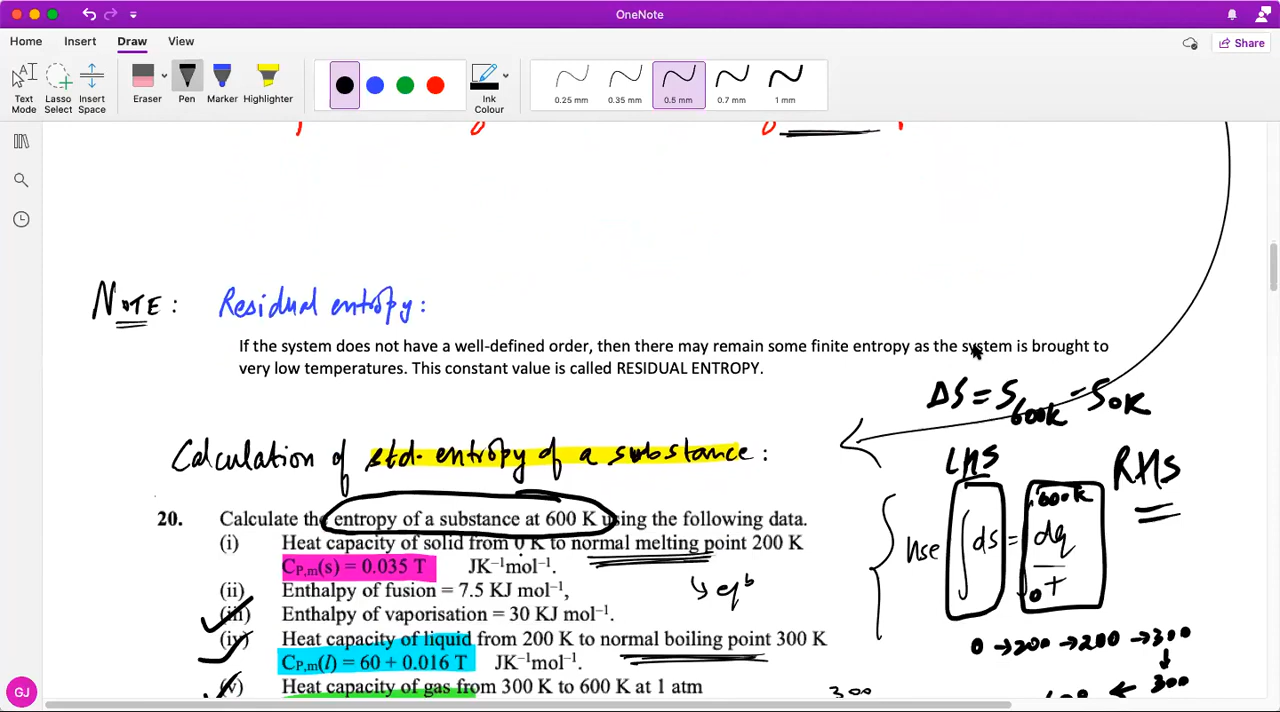 OneNote
Home Insert Draw View
Share
Text Mode
Lasso Select
Insert Space
Eraser
Pen
Marker
Highlighter
Ink Colour
0.25 mm
0.35 mm
0.5 mm
0.7 mm
1 mm
NOTE: Residual entropy:
If the system does not have a well-defined order, then there may remain some finite entropy as the system is brought to
very low temperatures. This constant value is called RESIDUAL ENTROPY.
ΔS = S600K - S0K
Calculation of std. entropy of a substance:
LHS RHS
20. Calculate the entropy of a substance at 600 K using the following data.
(i) Heat capacity of solid from 0 K to normal melting point 200 K
CP,m(s) = 0.035 T JK⁻¹mol⁻¹.
Use ∫ds = ∫0 600K dq/T
(ii) Enthalpy of fusion = 7.5 KJ mol⁻¹,
↳ eqb
(iii) Enthalpy of vaporisation = 30 KJ mol⁻¹.
(iv) Heat capacity of liquid from 200 K to normal boiling point 300 K
0 → 200 → 200 → 300
CP,m(l) = 60 + 0.016 T JK⁻¹mol⁻¹.
↓
300
(v) Heat capacity of gas from 300 K to 600 K at 1 atm
300
←
GJ